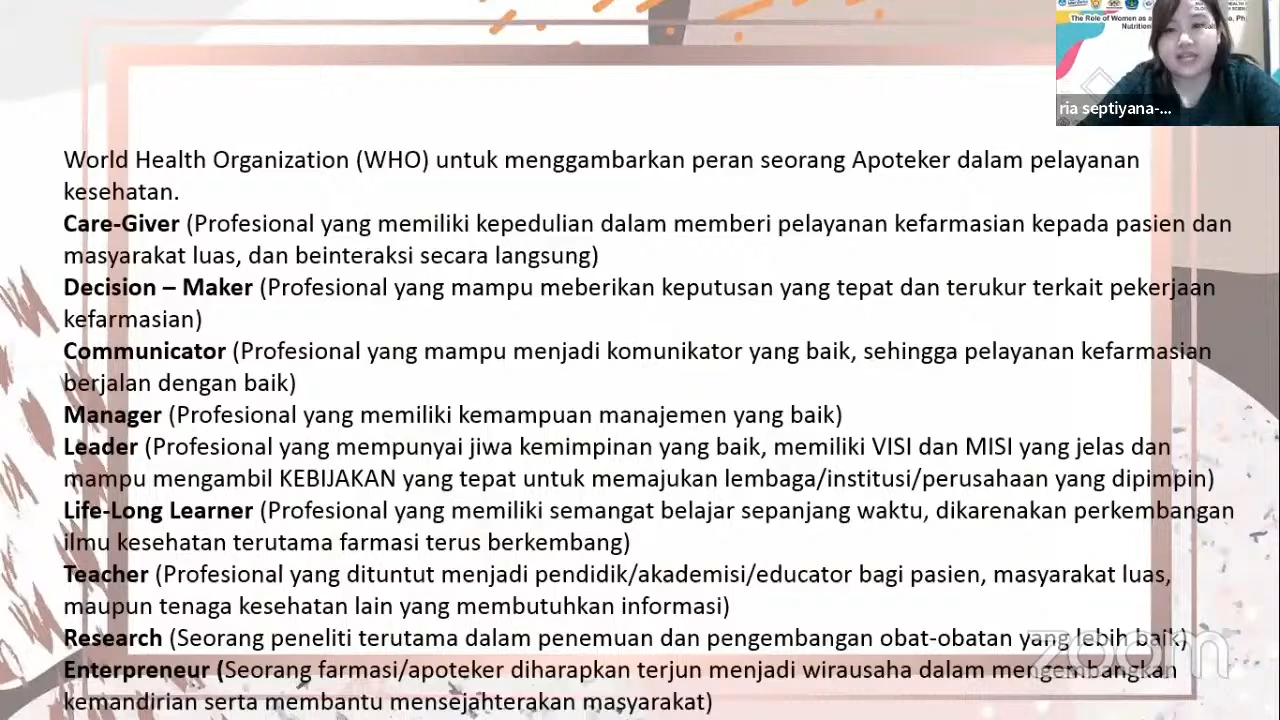 The Role of Women as a
Nutrition
ria septiyana-...
World Health Organization (WHO) untuk menggambarkan peran seorang Apoteker dalam pelayanan
kesehatan.
Care-Giver (Profesional yang memiliki kepedulian dalam memberi pelayanan kefarmasian kepada pasien dan
masyarakat luas, dan beinteraksi secara langsung)
Decision – Maker (Profesional yang mampu meberikan keputusan yang tepat dan terukur terkait pekerjaan
kefarmasian)
Communicator (Profesional yang mampu menjadi komunikator yang baik, sehingga pelayanan kefarmasian
berjalan dengan baik)
Manager (Profesional yang memiliki kemampuan manajemen yang baik)
Leader (Profesional yang mempunyai jiwa kemimpinan yang baik, memiliki VISI dan MISI yang jelas dan
mampu mengambil KEBIJAKAN yang tepat untuk memajukan lembaga/institusi/perusahaan yang dipimpin)
Life-Long Learner (Profesional yang memiliki semangat belajar sepanjang waktu, dikarenakan perkembangan
ilmu kesehatan terutama farmasi terus berkembang)
Teacher (Profesional yang dituntut menjadi pendidik/akademisi/educator bagi pasien, masyarakat luas,
maupun tenaga kesehatan lain yang membutuhkan informasi)
Research (Seorang peneliti terutama dalam penemuan dan pengembangan obat-obatan yang lebih baik)
Enterpreneur (Seorang farmasi/apoteker diharapkan terjun menjadi wirausaha dalam mengembangkan
kemandirian serta membantu mensejahterakan masyarakat)
zoom